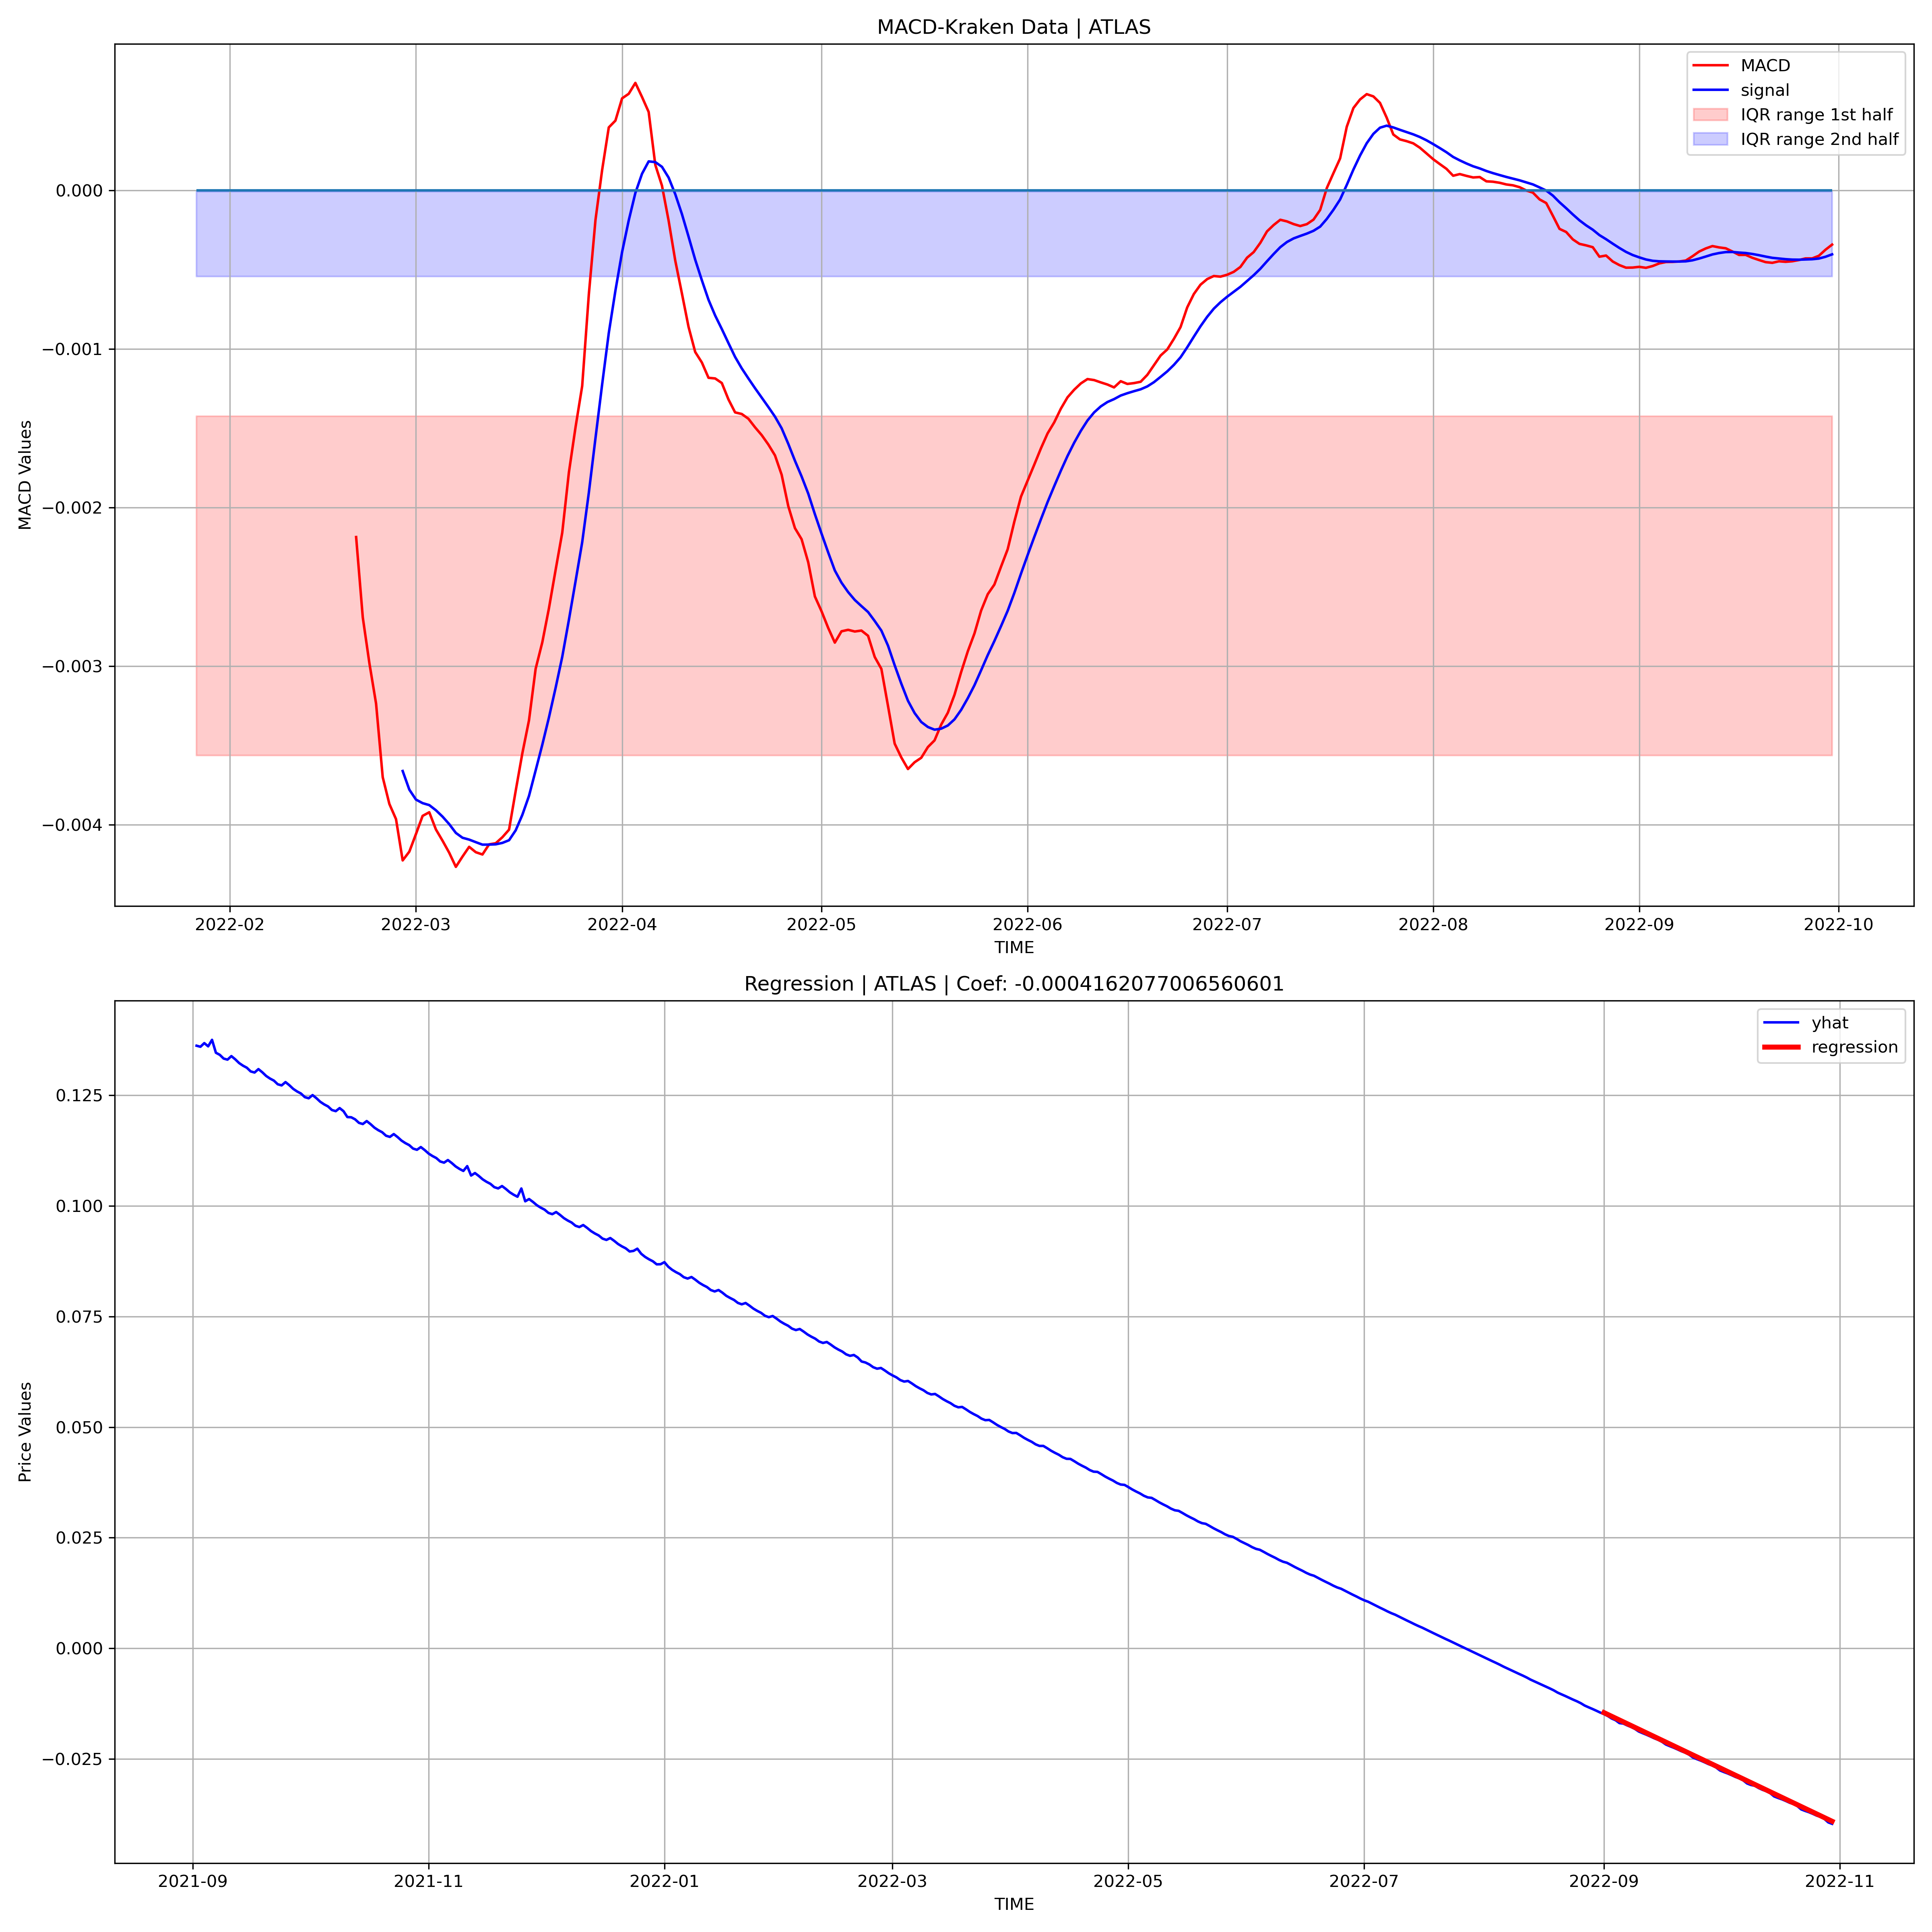 MACD-Kraken Data | ATLAS
MACD
signal
IQR range 1st half
IQR range 2nd half
MACD Values
0.000
−0.001
−0.002
−0.003
−0.004
2022-02 2022-03 2022-04 2022-05 2022-06 2022-07 2022-08 2022-09 2022-10
TIME
Regression | ATLAS | Coef: -0.0004162077006560601
yhat
regression
Price Values
0.125
0.100
0.075
0.050
0.025
0.000
−0.025
2021-09 2021-11 2022-01 2022-03 2022-05 2022-07 2022-09 2022-11
TIME